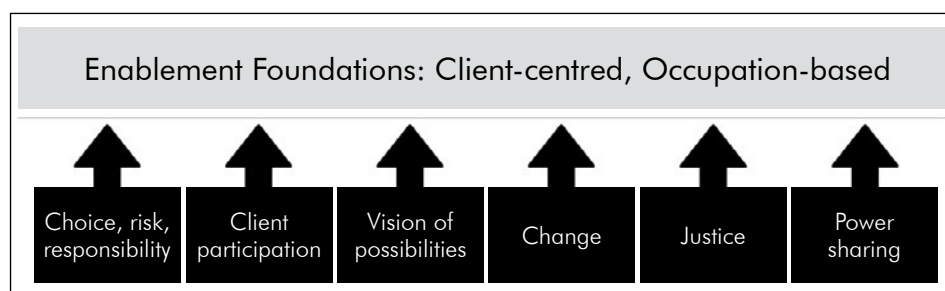 Enablement Foundations: Client-centred, Occupation-based
Choice, risk,
responsibility
Client
participation
Vision of
possibilities
Change
Justice
Power
sharing